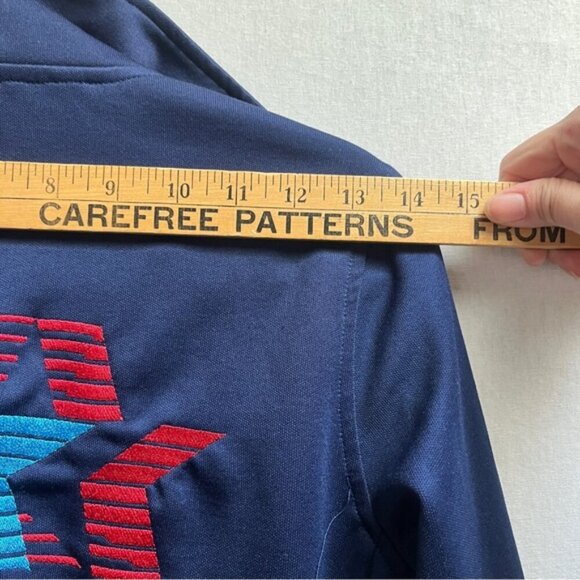 8 9 10 11 12 13 14 15
CAREFREE PATTERNS FROM